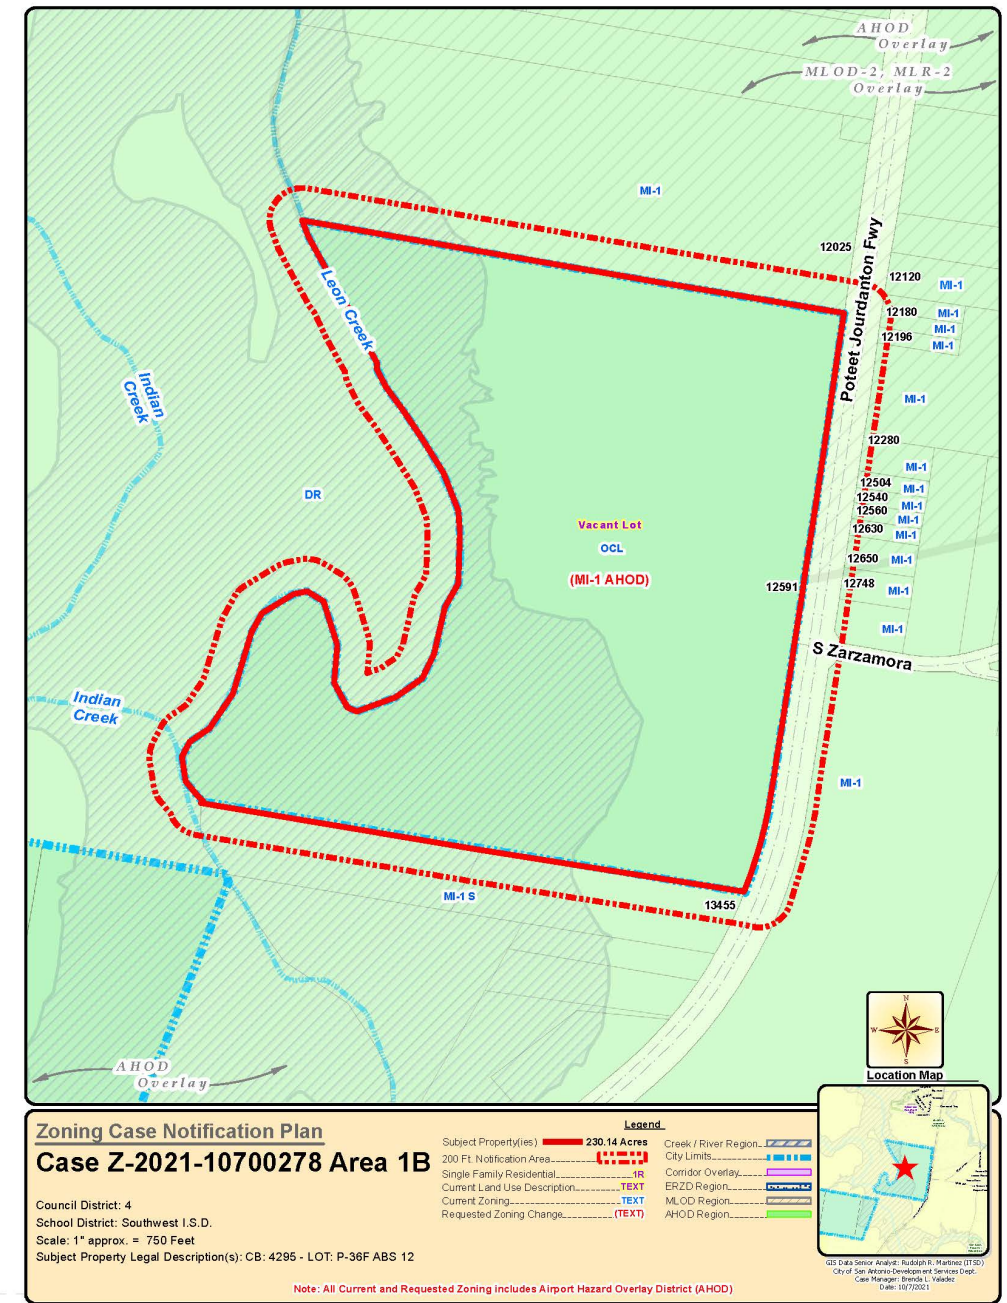 AHOD
Overlay
MLOD-2, MLR-2
Overlay
MI-1
12025
Poteet Jourdanton Fwy
12120
MI-1
12180
MI-1
MI-1
12196
MI-1
Leon Creek
Indian
Creek
MI-1
12280
MI-1
12504
MI-1
12540
MI-1
12560
MI-1
12630
MI-1
DR
Vacant Lot
OCL
(MI-1 AHOD)
12650
MI-1
12591
12748
MI-1
MI-1
S Zarzamora
Indian
Creek
MI-1
MI-1 S
13455
AHOD
Overlay
N
W
E
S
Location Map
Zoning Case Notification Plan
Case Z-2021-10700278 Area 1B
Council District: 4
School District: Southwest I.S.D.
Scale: 1" approx. = 750 Feet
Subject Property Legal Description(s): CB: 4295 - LOT: P-36F ABS 12
Legend
Subject Property(ies) 230.14 Acres
200 Ft. Notification Area
Single Family Residential 1R
Current Land Use Description TEXT
Current Zoning TEXT
Requested Zoning Change (TEXT)
Creek / River Region
City Limits
Corridor Overlay
ERZD Region
MLOD Region
AHOD Region
Note: All Current and Requested Zoning includes Airport Hazard Overlay District (AHOD)
GIS Data Senior Analyst: Rudolph R. Martinez (ITSD)
City of San Antonio-Development Services Dept.
Case Manager: Brenda L. Valadez
Date: 10/7/2021